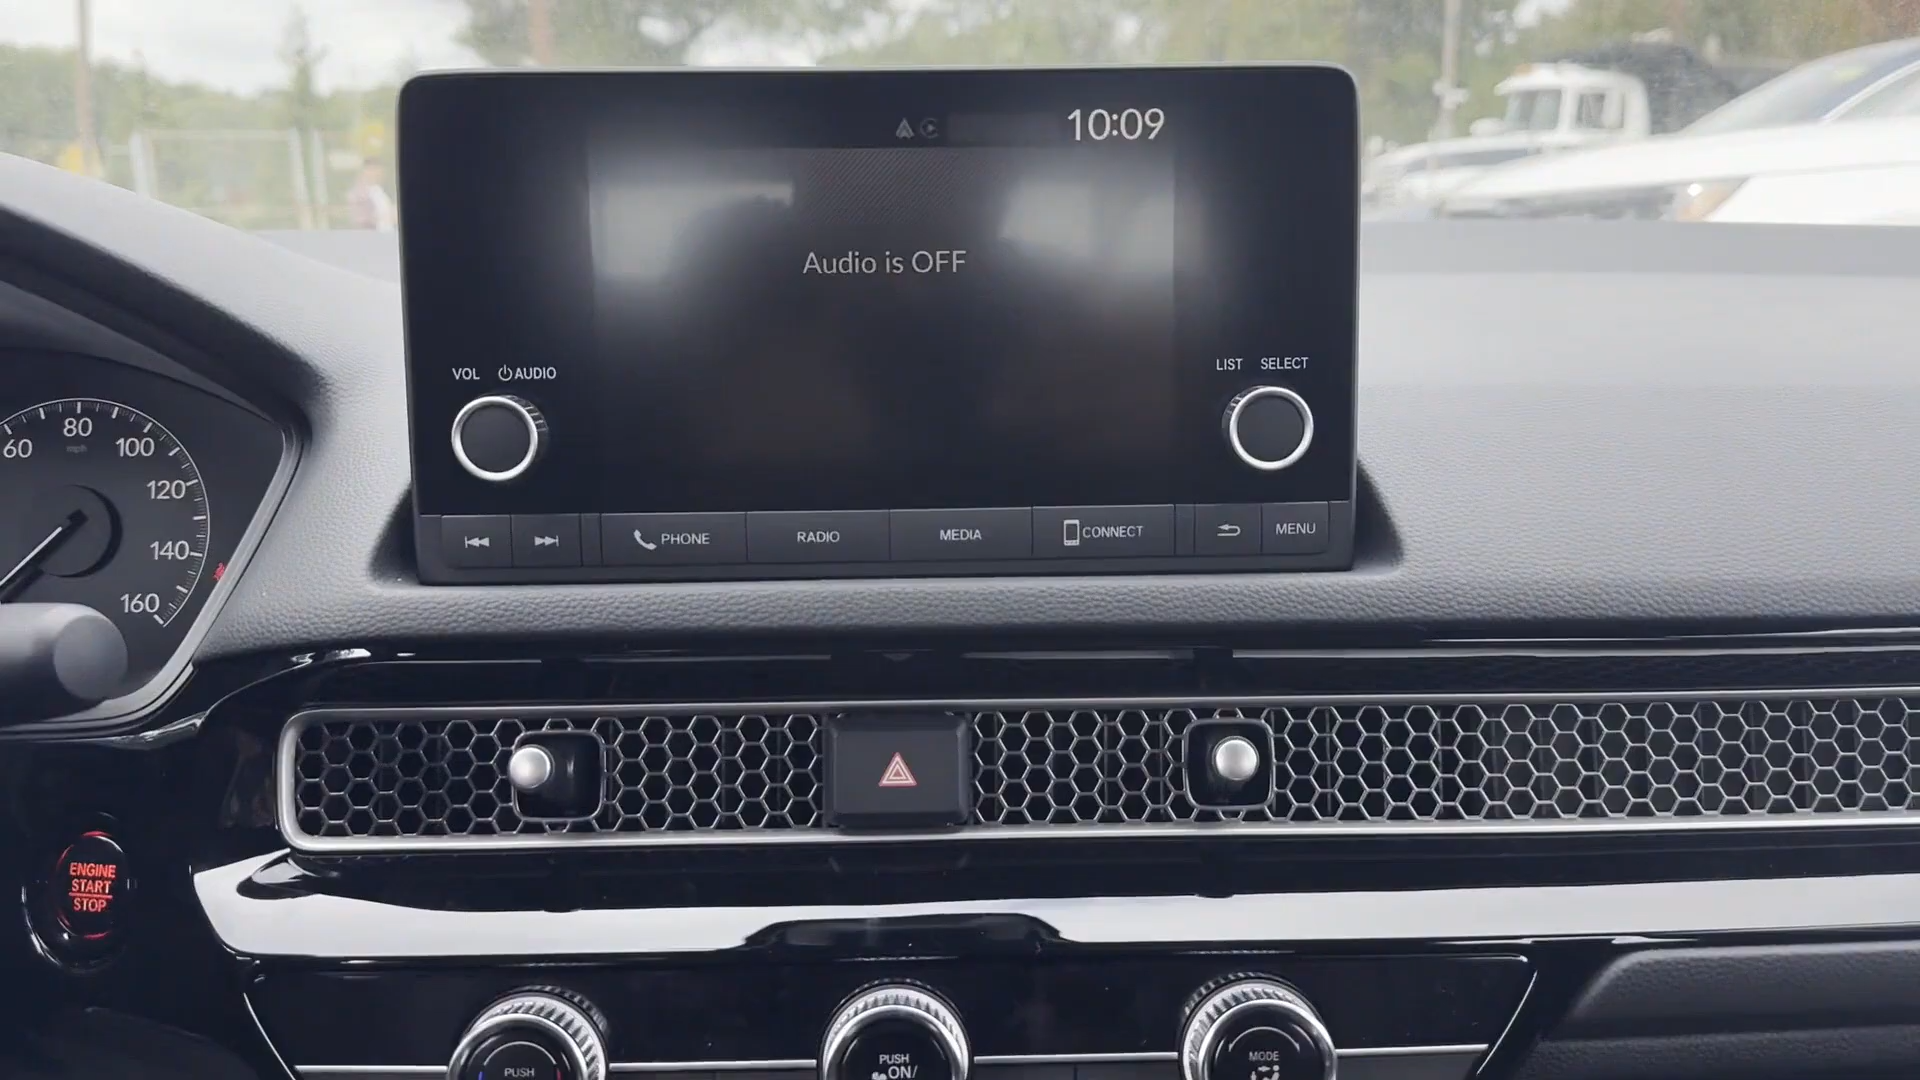 10:09
Audio is OFF
VOL AUDIO
LIST SELECT
60 80 100 120 140 160
mph
PHONE RADIO MEDIA CONNECT MENU
ENGINE
START
STOP
PUSH
PUSH
ON/
MODE